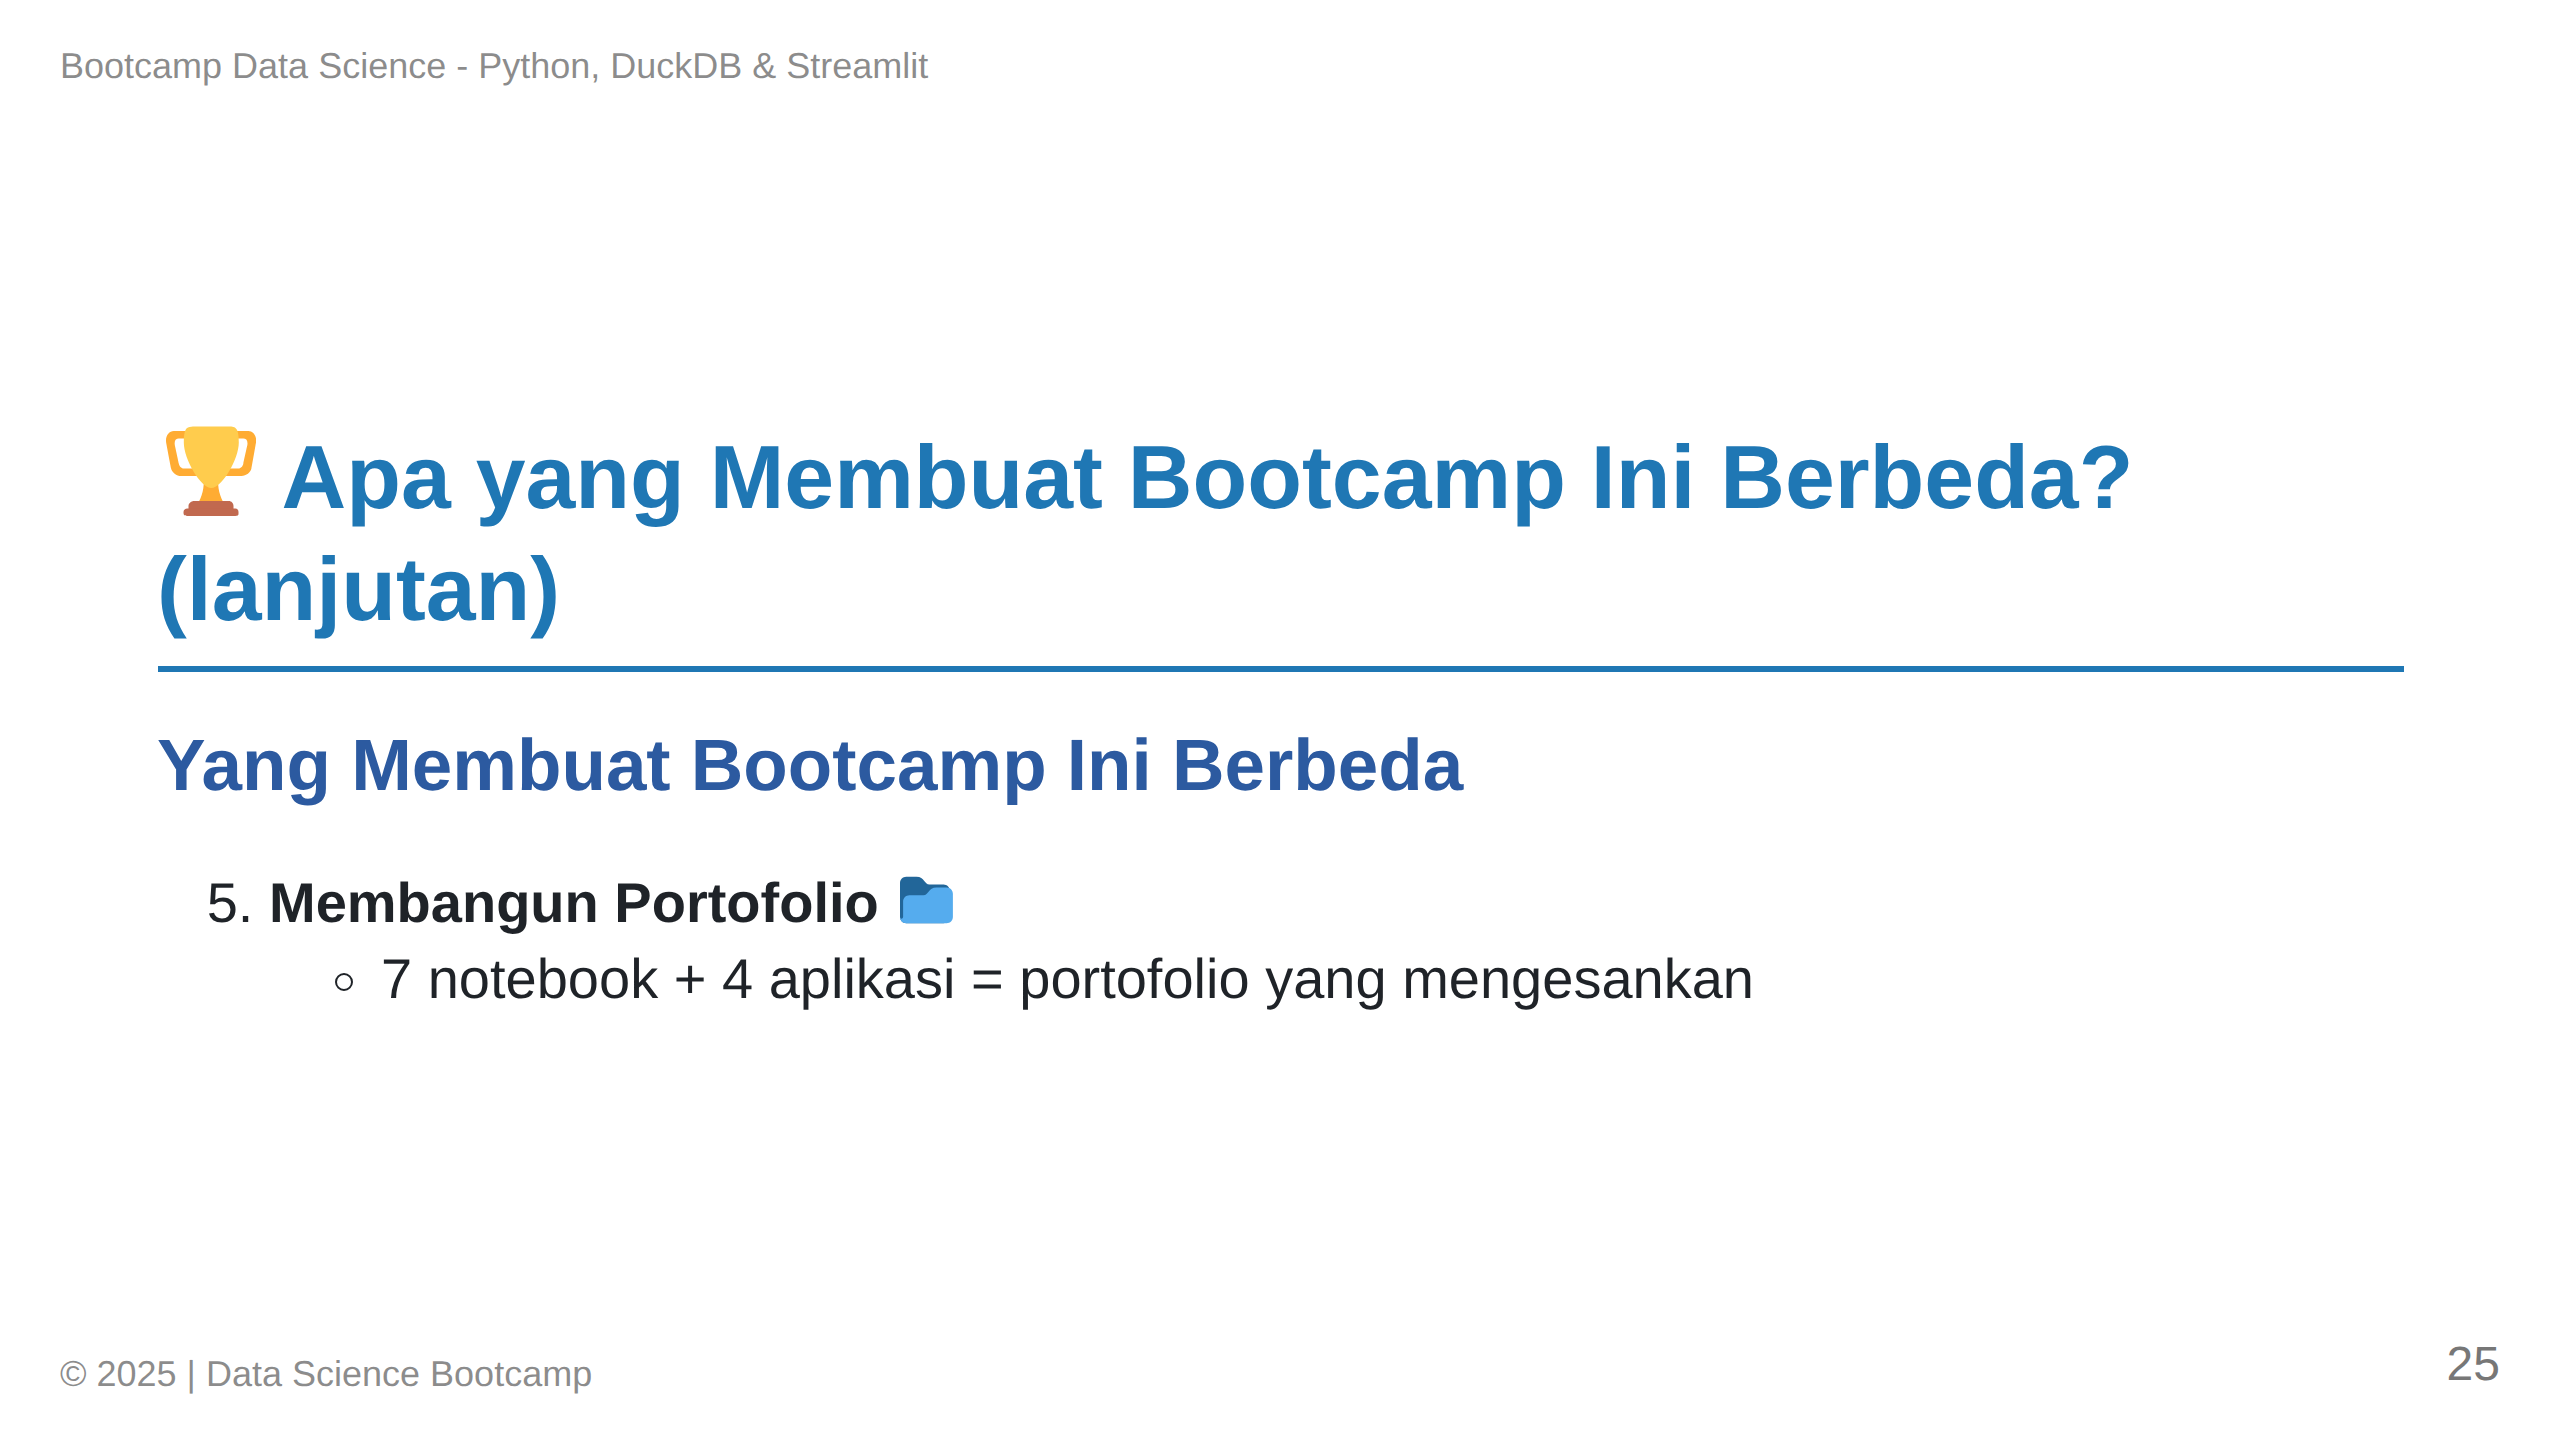 Bootcamp Data Science - Python, DuckDB & Streamlit
🏆 Apa yang Membuat Bootcamp Ini Berbeda?
(lanjutan)
Yang Membuat Bootcamp Ini Berbeda
5. Membangun Portofolio 📂
◦ 7 notebook + 4 aplikasi = portofolio yang mengesankan
© 2025 | Data Science Bootcamp
25